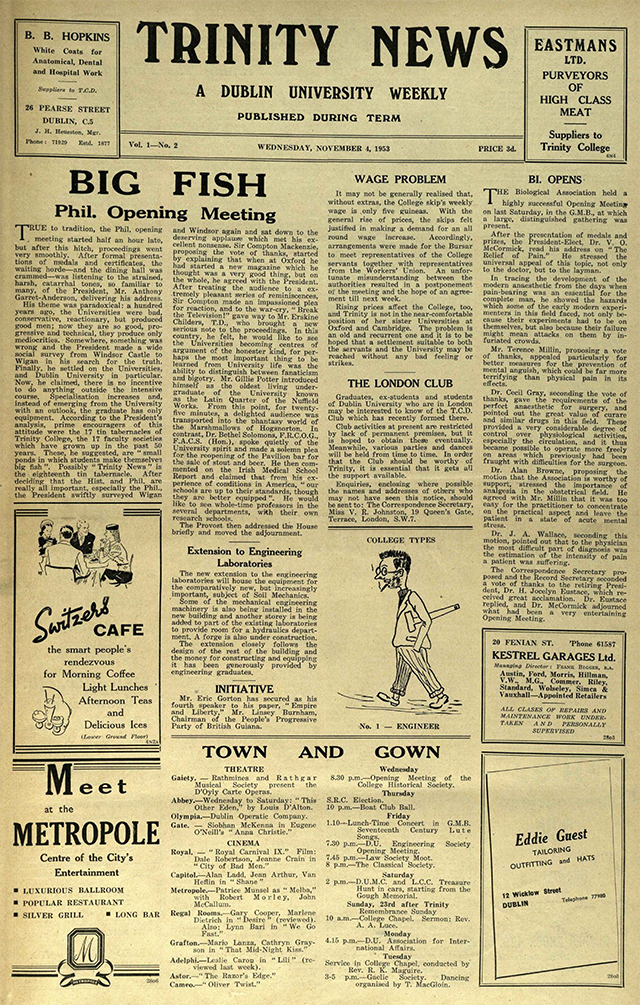 B. B. HOPKINS
White Coats for
Anatomical, Dental
and Hospital Work
Suppliers to T.C.D.
26 PEARSE STREET
DUBLIN, C.5
J. H. Heuston, Mgr.
Phone: 71929 Estd. 1877
TRINITY NEWS
A DUBLIN UNIVERSITY WEEKLY
PUBLISHED DURING TERM
EASTMANS
LTD.
PURVEYORS
OF
HIGH CLASS
MEAT
Suppliers to
Trinity College
Vol. 1—No. 2
WEDNESDAY, NOVEMBER 4, 1953
PRICE 3d.
BIG FISH
Phil. Opening Meeting
TRUE to tradition, the Phil, opening
meeting started half an hour late,
but after this hitch, proceedings went
very smoothly. After formal presenta-
tions of medals and certificates, the
waiting horde—and the dining hall was
crammed—was listening to the strained,
harsh, catarrhal tones, so familiar to
many, of the President, Mr. Anthony
Garret-Anderson, delivering his address.
His theme was paradoxical: a hundred
years ago, the Universities were bad,
conservative, reactionary, but produced
good men; now they are so good, pro-
gressive and technical, they produce only
mediocrities. Somewhere, something was
wrong and the President made a wide
social survey from Windsor Castle to
Wigan in his search for the truth.
Finally, he settled on the Universities,
and Dublin University in particular.
Now, he claimed, there is no incentive
to do anything outside the intensive
course. Specialisation increases and,
instead of emerging from the University
with an outlook, the graduate has only
equipment. According to the President's
analysis, prime encouragers of this
attitude were the 17 tabernacles of
Trinity College, the 17 faculty societies
which have grown up in the past 50
years. These, he suggested, are "small
ponds in which students make themselves
big fish". Possibly "Trinity News" is
the eighteenth in tabernacle. After
deciding that the Hist. and Phil. are
really all important, especially the Phil.,
the President swiftly surveyed Wigan
and Windsor again and sat down to the
deserving applause which met his ex-
cellent nonsense. Sir Compton Mackenzie,
proposing the vote of thanks, started
by explaining that when at Oxford he
had started a new magazine which he
thought was a very good thing, but on
the whole, he agreed with the President.
After treating the audience to a ex-
tremely pleasant series of reminiscences,
Sir Compton made an impassioned plea
for reaction, and to the war-cry, "Break
the Television!" gave way to Mr. Erskine
Childers, T.D., who brought a new
serious note to the proceedings. In this
country, he felt, he would like to see
the Universities becoming centres of
argument of the honester kind, for per-
haps the most important thing to be
learned from University life was the
ability to distinguish between fanaticism
and bigotry. Mr. Gillie Potter introduced
himself as the oldest living under-
graduate of the University known
as the Latin Quarter of the Nuffield
Works. From this point, for twenty-
five minutes, a delighted audience was
transported into the phantasy world of
the Marshallows of Hogsnorton. In
contrast, Dr. Bethel Solomons, F.R.C.O.G.,
F.A.C.S. (Hon.), spoke about the lack of
University spirit and made a solemn plea
for the reopening of the Pavilion bar for
the sale of stout and beer. He then com-
mented on the Irish Medical School
Report and claimed that from his ex-
perience of conditions in America, "our
schools are up to their standards, though
they are better equipped". He would
like to see whole-time professors in the
several departments, with their own
research schools.
The Provost then addressed the House
briefly and moved the adjournment.
Extension to Engineering
Laboratories
The new extension to the engineering
laboratories will house the equipment for
the comparatively new, but increasingly
important, subject of Soil Mechanics.
Some of the mechanical engineering
machinery is also being installed in the
new building and another storey is being
added to part of the existing laboratories
to provide room for a hydraulics depart-
ment. A forge is also under construction.
The extension closely follows the
design of the rest of the building and
the money for constructing and equipping
it has been generously provided by
engineering graduates.
INITIATIVE
Mr. Eric Gotton has secured as his
fourth speaker to his paper, "Empire
and Liberty," Mr. Linsey Burnham,
Chairman of the People's Progressive
Party of British Guiana.
WAGE PROBLEM
It may not be generally realised that,
without extras, the College skip's weekly
wage is only five guineas. With the
general rise of prices, the skips felt
justified in making a demand for an all
round wage increase. Accordingly,
arrangements were made for the Bursar
to meet representatives of the College
servants together with representatives
from the Workers' Union. An unfor-
tunate misunderstanding between the
authorities resulted in a postponement
of the meeting and the hope of an agree-
ment till next week.
Rising prices affect the College, too,
and Trinity is not in the near-comfortable
position of her sister Universities at
Oxford and Cambridge. The problem is
an old and recurrent one and it is to be
hoped that a settlement suitable to both
the servants and the University may be
reached without any bad feeling or
strikes.
THE LONDON CLUB
Graduates, ex-students and students
of Dublin University who are in London
may be interested to know of the T.C.D.
Club which has recently formed there.
Club activities at present are restricted
by lack of permanent premises, but it
is hoped to obtain these eventually.
Meanwhile, various parties and dances
will be held from time to time. In order
that the Club should be worthy of
Trinity, it is essential that it gets all
the support available.
Enquiries, enclosing where possible
the names and addresses of others who
may not have seen this notice, should
be sent to: The Correspondence Secretary,
Miss V. R. Johnston, 19 Queen's Gate,
Terrace, London, S.W.7.
COLLEGE TYPES
No. 1 — ENGINEER
BI. OPENS
THE Biological Association held a
highly successful Opening Meeting
on last Saturday, in the G.M.B., at which
a large, distinguished gathering was
present.
After the presentation of medals and
prizes, the President-Elect, Dr. V. O.
McCormick, read his address on "The
Relief of Pain." He stressed the
universal appeal of this topic, not only
to the doctor, but to the layman.
In tracing the development of the
modern anaesthetic from the days when
pain-bearing was an essential for the
complete man, he showed the hazards
which some of the early modern experi-
menters in this field faced, not only be-
cause their experiments had to be on
themselves, but also because their failure
might mean attacks on them by in-
furiated crowds.
Mr. Terence Millin, proposing a vote
of thanks, appealed particularly for
better measures for the prevention of
mental anguish, which could be far more
terrifying than physical pain in its
effects.
Dr. Cecil Gray, seconding the vote of
thanks, gave the requirements of the
perfect anaesthetic for surgery, and
pointed out the great value of curare
and similar drugs in this field. These
provided a very considerable degree of
control over physiological activities,
especially the circulation, and it thus
became possible to operate more freely
in areas which previously had been
fraught with difficulties for the surgeon.
Dr. Alan Browne, proposing the
motion that the Association is worthy of
support, stressed the importance of
analgesia in the obstetrical field. He
agreed with Mr. Millin that it was too
easy for the practitioner to concentrate
on the practical aspect and leave the
patient in a state of acute mental
stress.
Dr. J. A. Wallace, seconding this
motion, pointed out that to the physician
the most difficult part of diagnosis was
the estimation of the intensity of pain
a patient was suffering.
The Correspondence Secretary pro-
posed and the Record Secretary seconded
a vote of thanks to the retiring Presi-
dent, Dr. H. Jocelyn Eustace, which re-
ceived great acclamation. Dr. Eustace
replied, and Dr. McCormick adjourned
what had been a very entertaining
Opening Meeting.
Switzers'
CAFE
the smart people's
rendezvous
for Morning Coffee
Light Lunches
Afternoon Teas
and
Delicious Ices
(Lower Ground Floor)
20 FENIAN ST. Phone 61587
KESTREL GARAGES Ltd.
Managing Director: FRANK BIGGER, B.A.
Austin, Ford, Morris, Hillman,
V.W., M.G., Commer, Riley,
Standard, Wolseley, Simca &
Vauxhall—Appointed Retailers
ALL CLASES OF REPAIRS AND
MAINTENANCE WORK UNDER-
TAKEN AND PERSONALLY
SUPERVISED
Meet
at the
METROPOLE
Centre of the City's
Entertainment
LUXURIOUS BALLROOM
POPULAR RESTAURANT
SILVER GRILL LONG BAR
M
METROPOLE
TOWN AND GOWN
THEATRE
Gaiety. — Rathmines and Rathgar
Musical Society present the
D'Oyly Carte Operas.
Abbey.—Wednesday to Saturday: "This
Other Eden," by Louis D'Alton.
Olympia.—Dublin Operatic Company.
Gate. — Siobhan McKenna in Eugene
O'Neill's "Anna Christie."
CINEMA
Royal. — "Royal Carnival IX." Film:
Dale Robertson, Jeanne Crain in
"City of Bad Men."
Capitol.—Alan Ladd, Jean Arthur, Van
Heflin in "Shane"
Metropole.—Patrice Munsel as "Melba,"
with Robert Morley, John
McCallum.
Regal Rooms.—Gary Cooper, Marlene
Dietrich in "Desire" (reviewed).
Also: Lynn Bari in "We Go
Fast."
Grafton.—Mario Lanza, Cathryn Gray-
son in "That Mid-Night Kiss."
Adelphi.—Leslie Caron in "Lili" (re-
viewed last week).
Astor.—"The Razor's Edge."
Cameo.—"Oliver Twist."
Wednesday
8.30 p.m.—Opening Meeting of the
College Historical Society.
Thursday
S.R.C. Election.
10 p.m.—Boat Club Ball.
Friday
1.10—Lunch-Time Concert in G.M.B.
Seventeenth Century Lute
Songs.
7.30 p.m.—D.U. Engineering Society
Opening Meeting.
7.45 p.m.—Law Society Moot.
8 p.m.—The Classical Society.
Saturday
2 p.m.—D.U.M.C. and L.C.C. Treasure
Hunt in cars, starting from the
Gough Memorial.
Sunday, 23rd after Trinity
Remembrance Sunday
10 a.m.—College Chapel. Sermon: Rev.
A. A. Luce.
Monday
4.15 p.m.—D.U. Association for Inter-
national Affairs.
Tuesday
Service in College Chapel, conducted by
Rev. R. K. Maguire.
3-5 p.m.—Gaelic Society. Dancing
organised by T. MacGloin.
Eddie Guest
TAILORING
OUTFITTING and HATS
12 Wicklow Street
DUBLIN
Telephone 77980